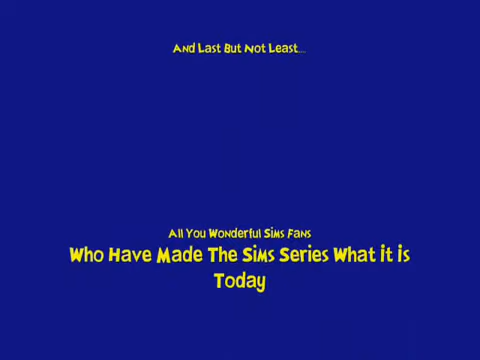 And Last But Not Least...
All You Wonderful Sims Fans
Who Have Made The Sims Series What it is
Today